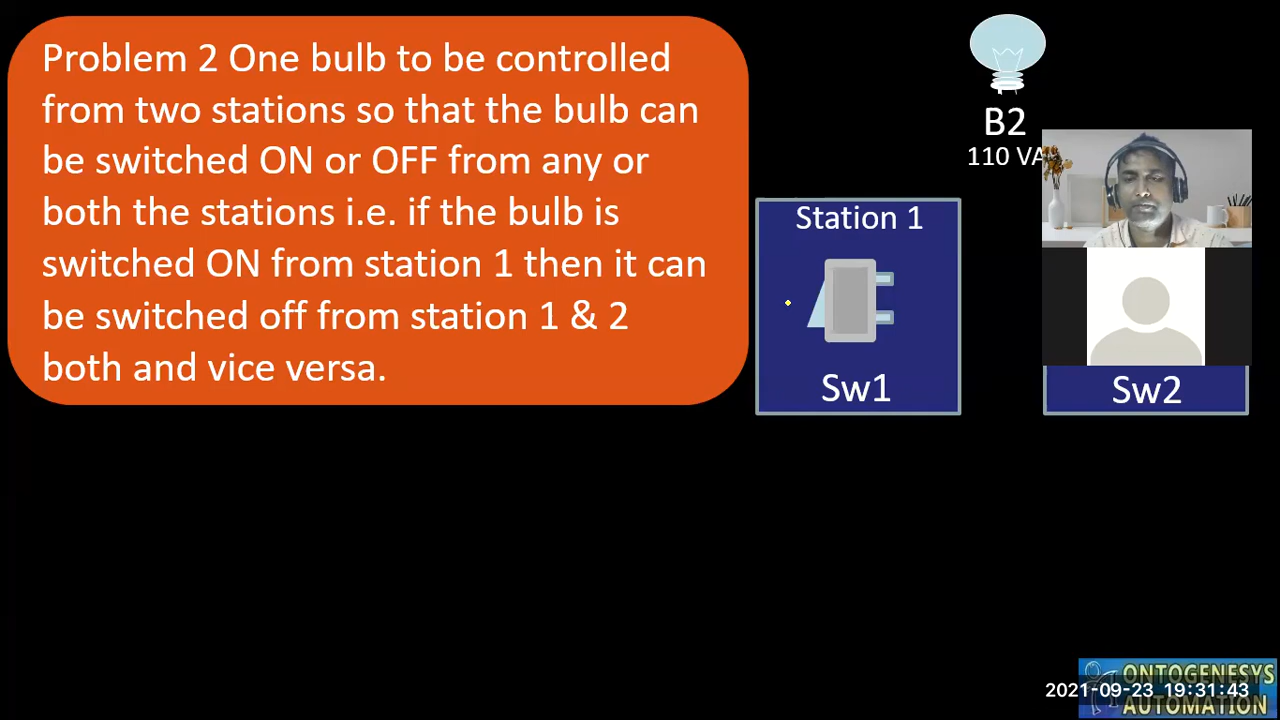 Problem 2 One bulb to be controlled
from two stations so that the bulb can
be switched ON or OFF from any or
both the stations i.e. if the bulb is
switched ON from station 1 then it can
be switched off from station 1 & 2
both and vice versa.
B2
110 VA
Station 1
Sw1
Sw2
ONTOGENESYS
2021-09-23 19:31:43
AUTOMATION